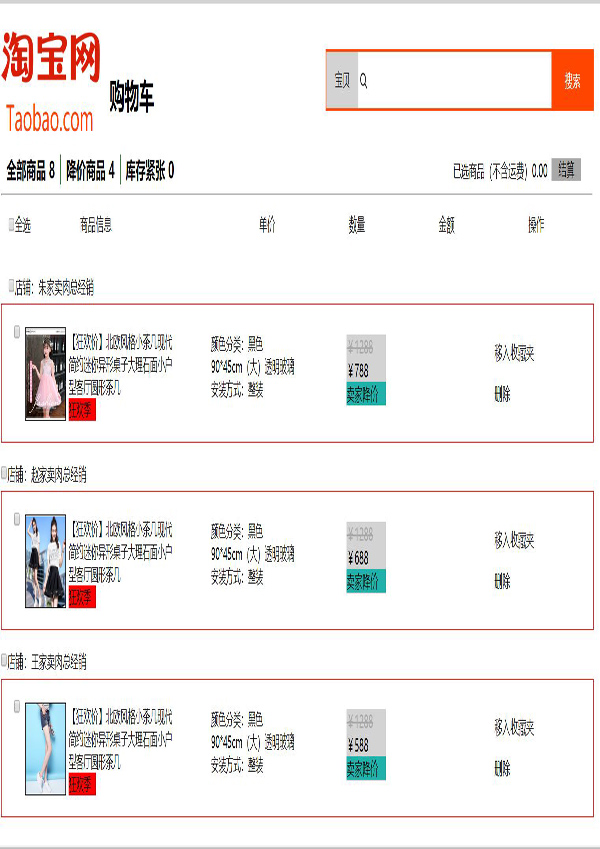 淘宝网
Taobao.com
购物车
宝贝
搜索
全部商品 8 降价商品 4 库存紧张 0
已选商品 (不含运费) 0.00 结算
全选 商品信息 单价 数量 金额 操作
店铺: 朱家卖肉总经销
【狂欢价】北欧风格小茶几现代
简约迷你异形桌子大理石面小户
型客厅圆形茶几
狂欢季
颜色分类: 黑色
90*45cm (大) 透明玻璃
安装方式: 整装
¥1288
¥788
卖家降价
移入收藏夹
删除
店铺: 赵家卖肉总经销
【狂欢价】北欧风格小茶几现代
简约迷你异形桌子大理石面小户
型客厅圆形茶几
狂欢季
颜色分类: 黑色
90*45cm (大) 透明玻璃
安装方式: 整装
¥1288
¥688
卖家降价
移入收藏夹
删除
店铺: 王家卖肉总经销
【狂欢价】北欧风格小茶几现代
简约迷你异形桌子大理石面小户
型客厅圆形茶几
狂欢季
颜色分类: 黑色
90*45cm (大) 透明玻璃
安装方式: 整装
¥1288
¥588
卖家降价
移入收藏夹
删除